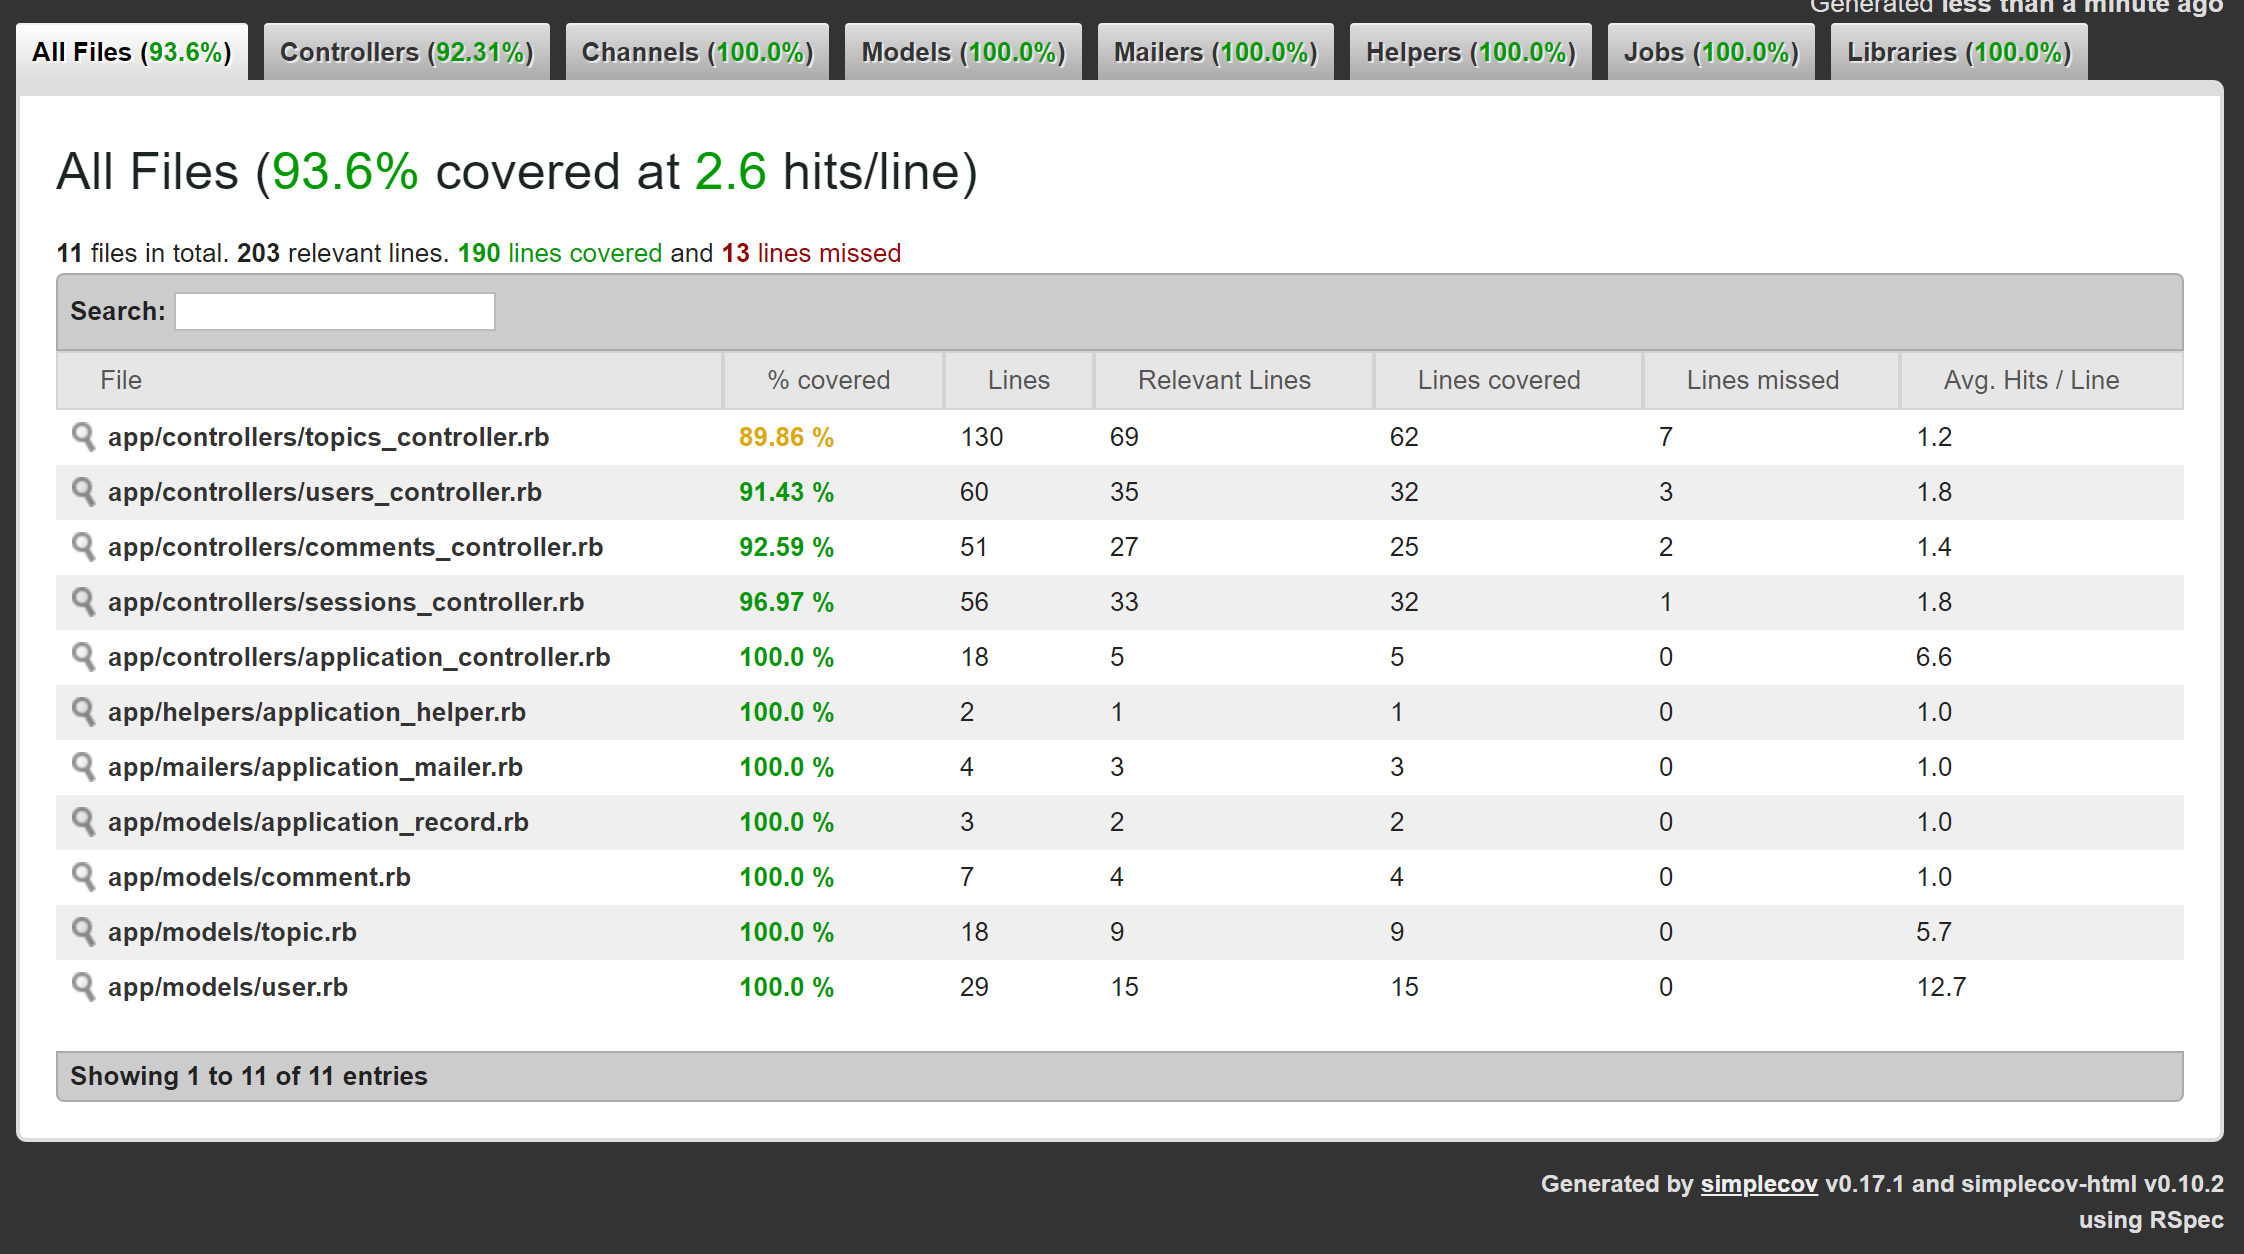 Generated less than a minute ago
All Files (93.6%) Controllers (92.31%) Channels (100.0%) Models (100.0%) Mailers (100.0%) Helpers (100.0%) Jobs (100.0%) Libraries (100.0%)
All Files (93.6% covered at 2.6 hits/line)
11 files in total. 203 relevant lines. 190 lines covered and 13 lines missed
Search:
File % covered Lines Relevant Lines Lines covered Lines missed Avg. Hits / Line
app/controllers/topics_controller.rb 89.86 % 130 69 62 7 1.2
app/controllers/users_controller.rb 91.43 % 60 35 32 3 1.8
app/controllers/comments_controller.rb 92.59 % 51 27 25 2 1.4
app/controllers/sessions_controller.rb 96.97 % 56 33 32 1 1.8
app/controllers/application_controller.rb 100.0 % 18 5 5 0 6.6
app/helpers/application_helper.rb 100.0 % 2 1 1 0 1.0
app/mailers/application_mailer.rb 100.0 % 4 3 3 0 1.0
app/models/application_record.rb 100.0 % 3 2 2 0 1.0
app/models/comment.rb 100.0 % 7 4 4 0 1.0
app/models/topic.rb 100.0 % 18 9 9 0 5.7
app/models/user.rb 100.0 % 29 15 15 0 12.7
Showing 1 to 11 of 11 entries
Generated by simplecov v0.17.1 and simplecov-html v0.10.2
using RSpec